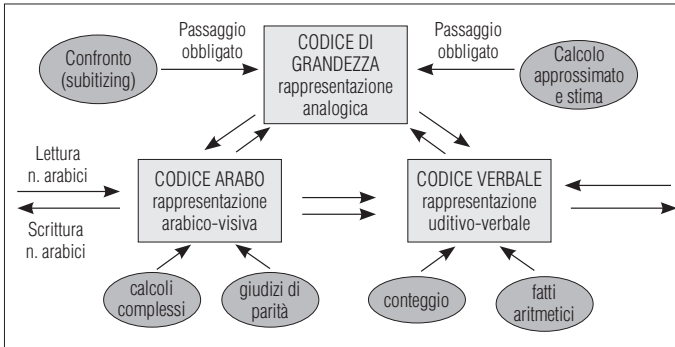 Passaggio
obbligato
Confronto
(subitizing)
CODICE DI
GRANDEZZA
rappresentazione
analogica
Passaggio
obbligato
Calcolo
approssimato
e stima
Lettura
n. arabici
Scrittura
n. arabici
CODICE ARABO
rappresentazione
arabico-visiva
CODICE VERBALE
rappresentazione
uditivo-verbale
calcoli
complessi
giudizi di
parità
conteggio
fatti
aritmetici